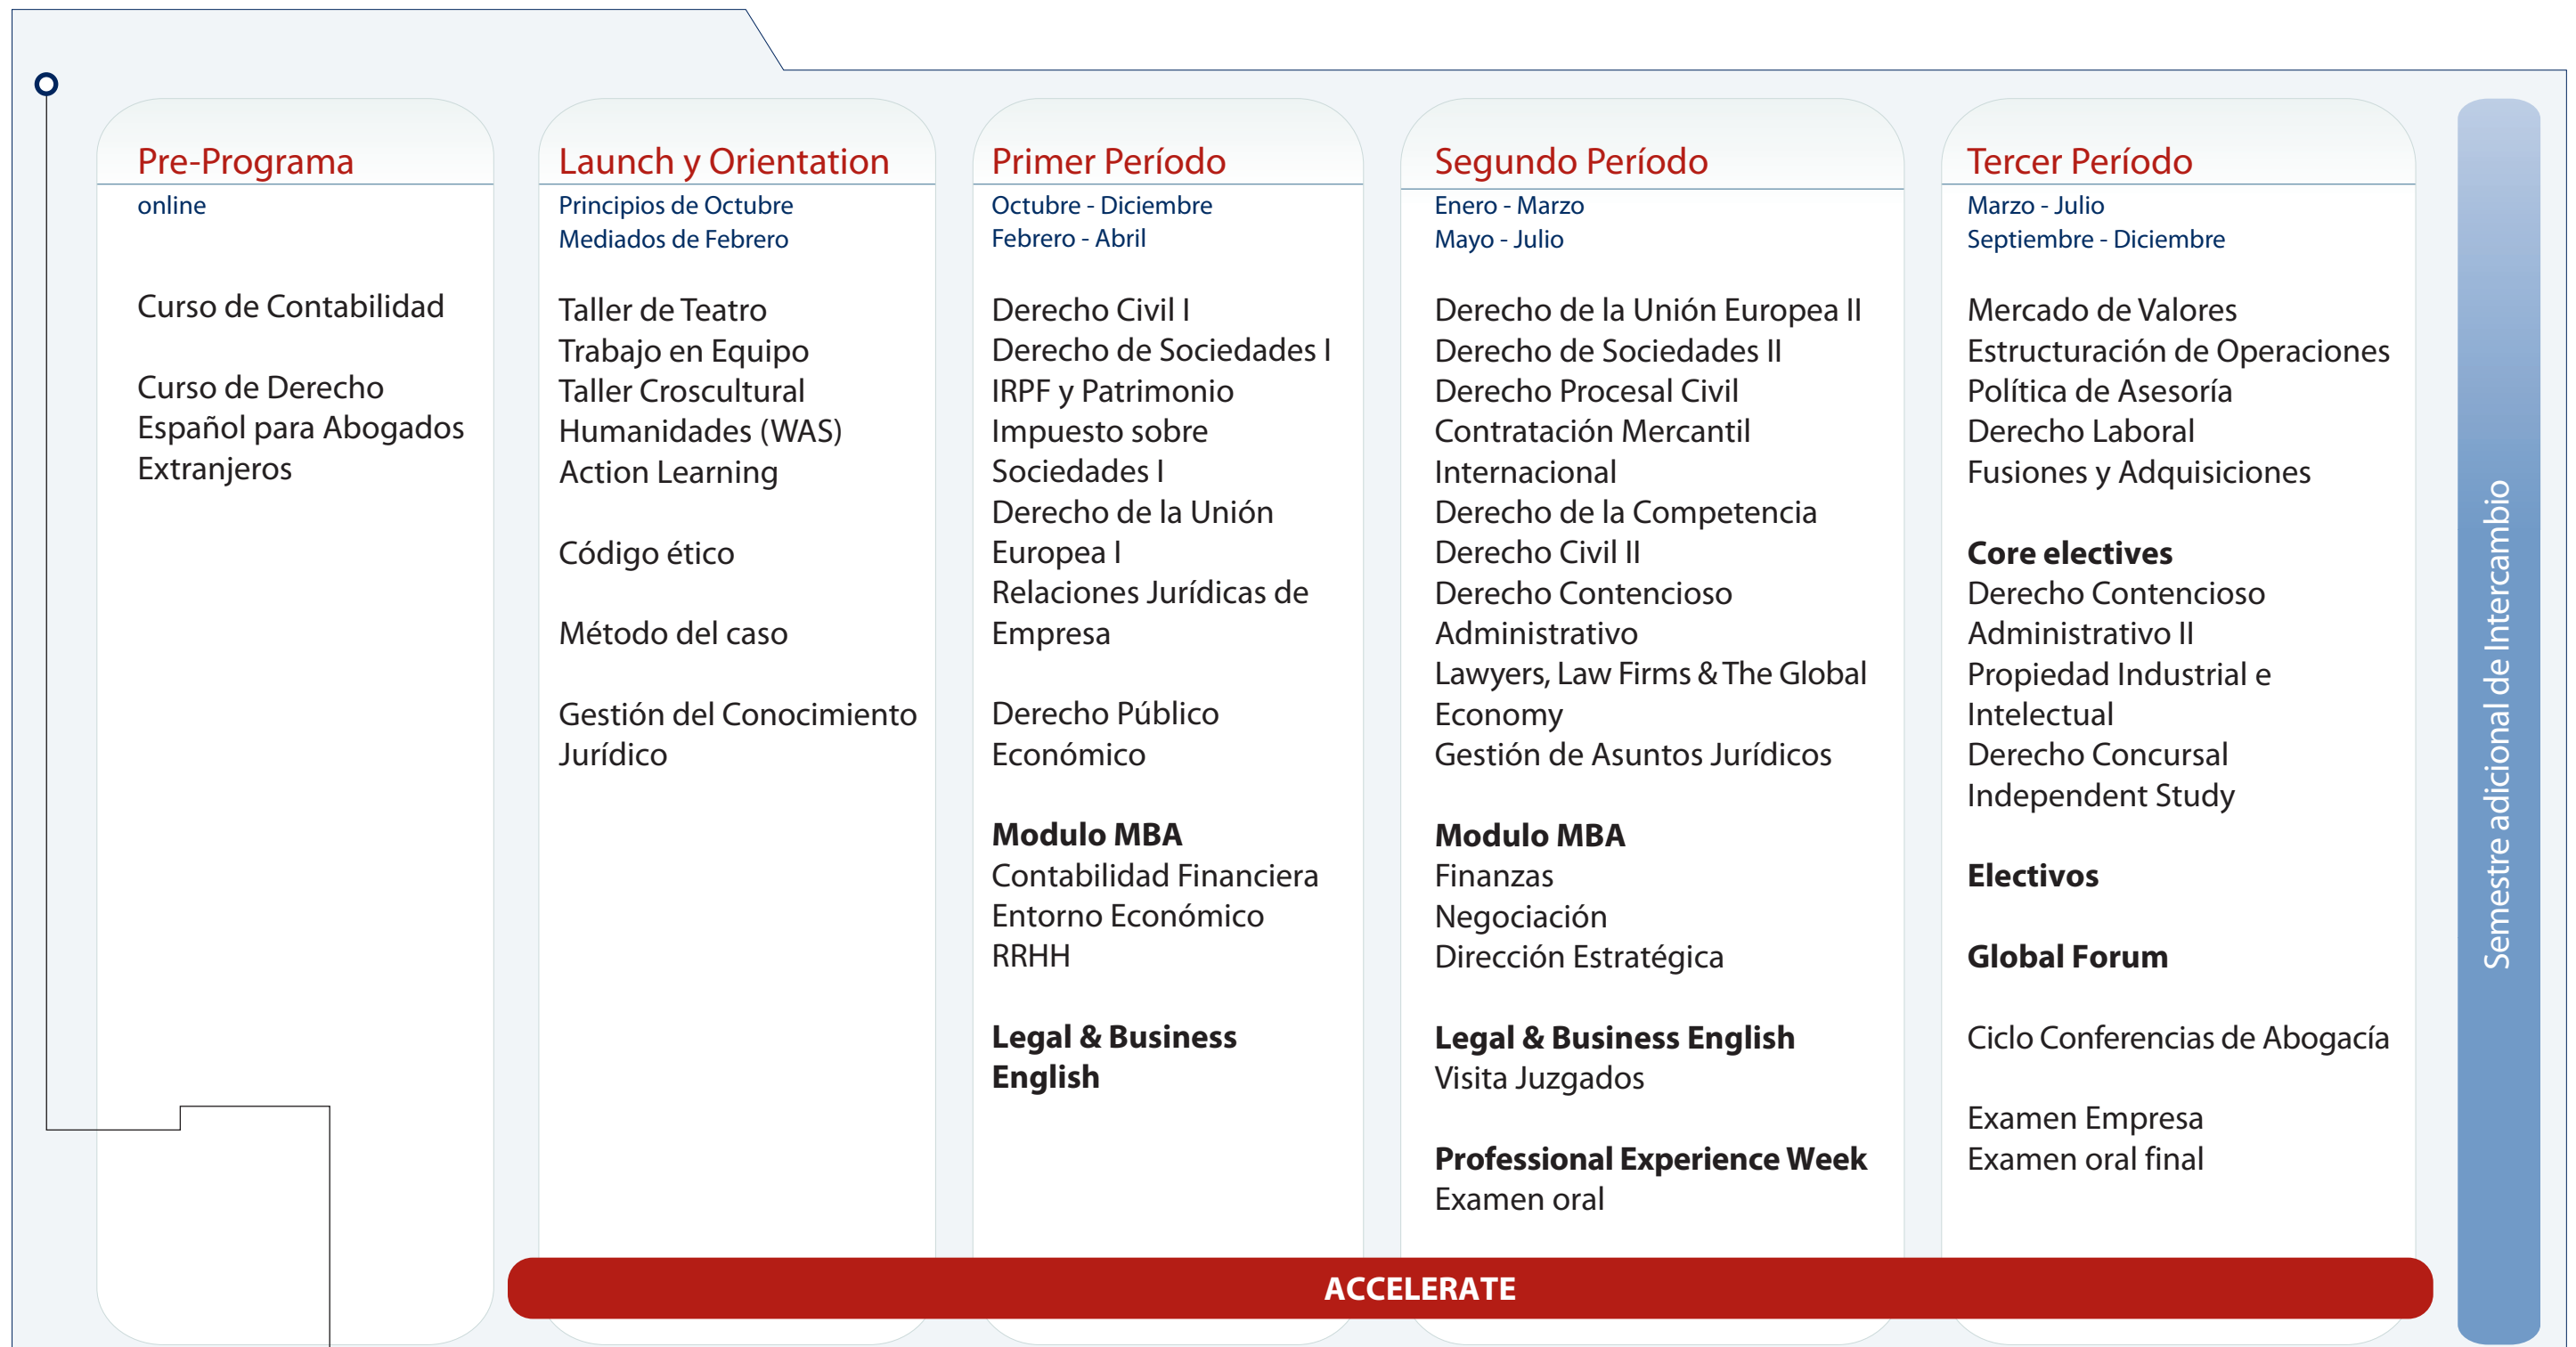 Pre-Programa
online
Curso de Contabilidad
Curso de Derecho
Español para Abogados
Extranjeros
Launch y Orientation
Principios de Octubre
Mediados de Febrero
Taller de Teatro
Trabajo en Equipo
Taller Croscultural
Humanidades (WAS)
Action Learning
Código ético
Método del caso
Gestión del Conocimiento
Jurídico
Primer Período
Octubre - Diciembre
Febrero - Abril
Derecho Civil I
Derecho de Sociedades I
IRPF y Patrimonio
Impuesto sobre
Sociedades I
Derecho de la Unión
Europea I
Relaciones Jurídicas de
Empresa
Derecho Público
Económico
Modulo MBA
Contabilidad Financiera
Entorno Económico
RRHH
Legal & Business
English
Segundo Período
Enero - Marzo
Mayo - Julio
Derecho de la Unión Europea II
Derecho de Sociedades II
Derecho Procesal Civil
Contratación Mercantil
Internacional
Derecho de la Competencia
Derecho Civil II
Derecho Contencioso
Administrativo
Lawyers, Law Firms & The Global
Economy
Gestión de Asuntos Jurídicos
Modulo MBA
Finanzas
Negociación
Dirección Estratégica
Legal & Business English
Visita Juzgados
Professional Experience Week
Examen oral
Tercer Período
Marzo - Julio
Septiembre - Diciembre
Mercado de Valores
Estructuración de Operaciones
Política de Asesoría
Derecho Laboral
Fusiones y Adquisiciones
Core electives
Derecho Contencioso
Administrativo II
Propiedad Industrial e
Intelectual
Derecho Concursal
Independent Study
Electivos
Global Forum
Ciclo Conferencias de Abogacía
Examen Empresa
Examen oral final
Semestre adicional de Intercambio
ACCELERATE